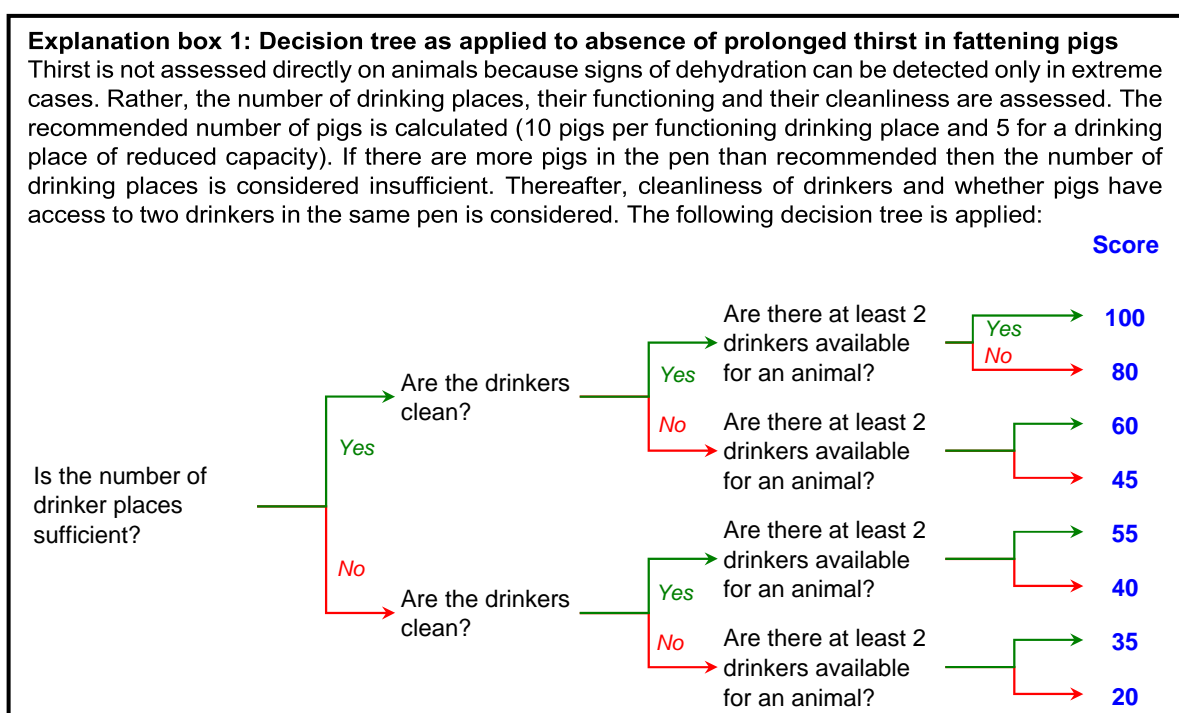 Explanation box 1: Decision tree as applied to absence of prolonged thirst in fattening pigs
Thirst is not assessed directly on animals because signs of dehydration can be detected only in extreme
cases. Rather, the number of drinking places, their functioning and their cleanliness are assessed. The
recommended number of pigs is calculated (10 pigs per functioning drinking place and 5 for a drinking
place of reduced capacity). If there are more pigs in the pen than recommended then the number of
drinking places is considered insufficient. Thereafter, cleanliness of drinkers and whether pigs have
access to two drinkers in the same pen is considered. The following decision tree is applied:
Score
Is the number of
drinker places
sufficient?
Yes
No
Are the drinkers
clean?
Yes
No
Are there at least 2
drinkers available
for an animal?
Yes
No
100
80
Are there at least 2
drinkers available
for an animal?
60
45
Are the drinkers
clean?
Yes
No
Are there at least 2
drinkers available
for an animal?
55
40
Are there at least 2
drinkers available
for an animal?
35
20